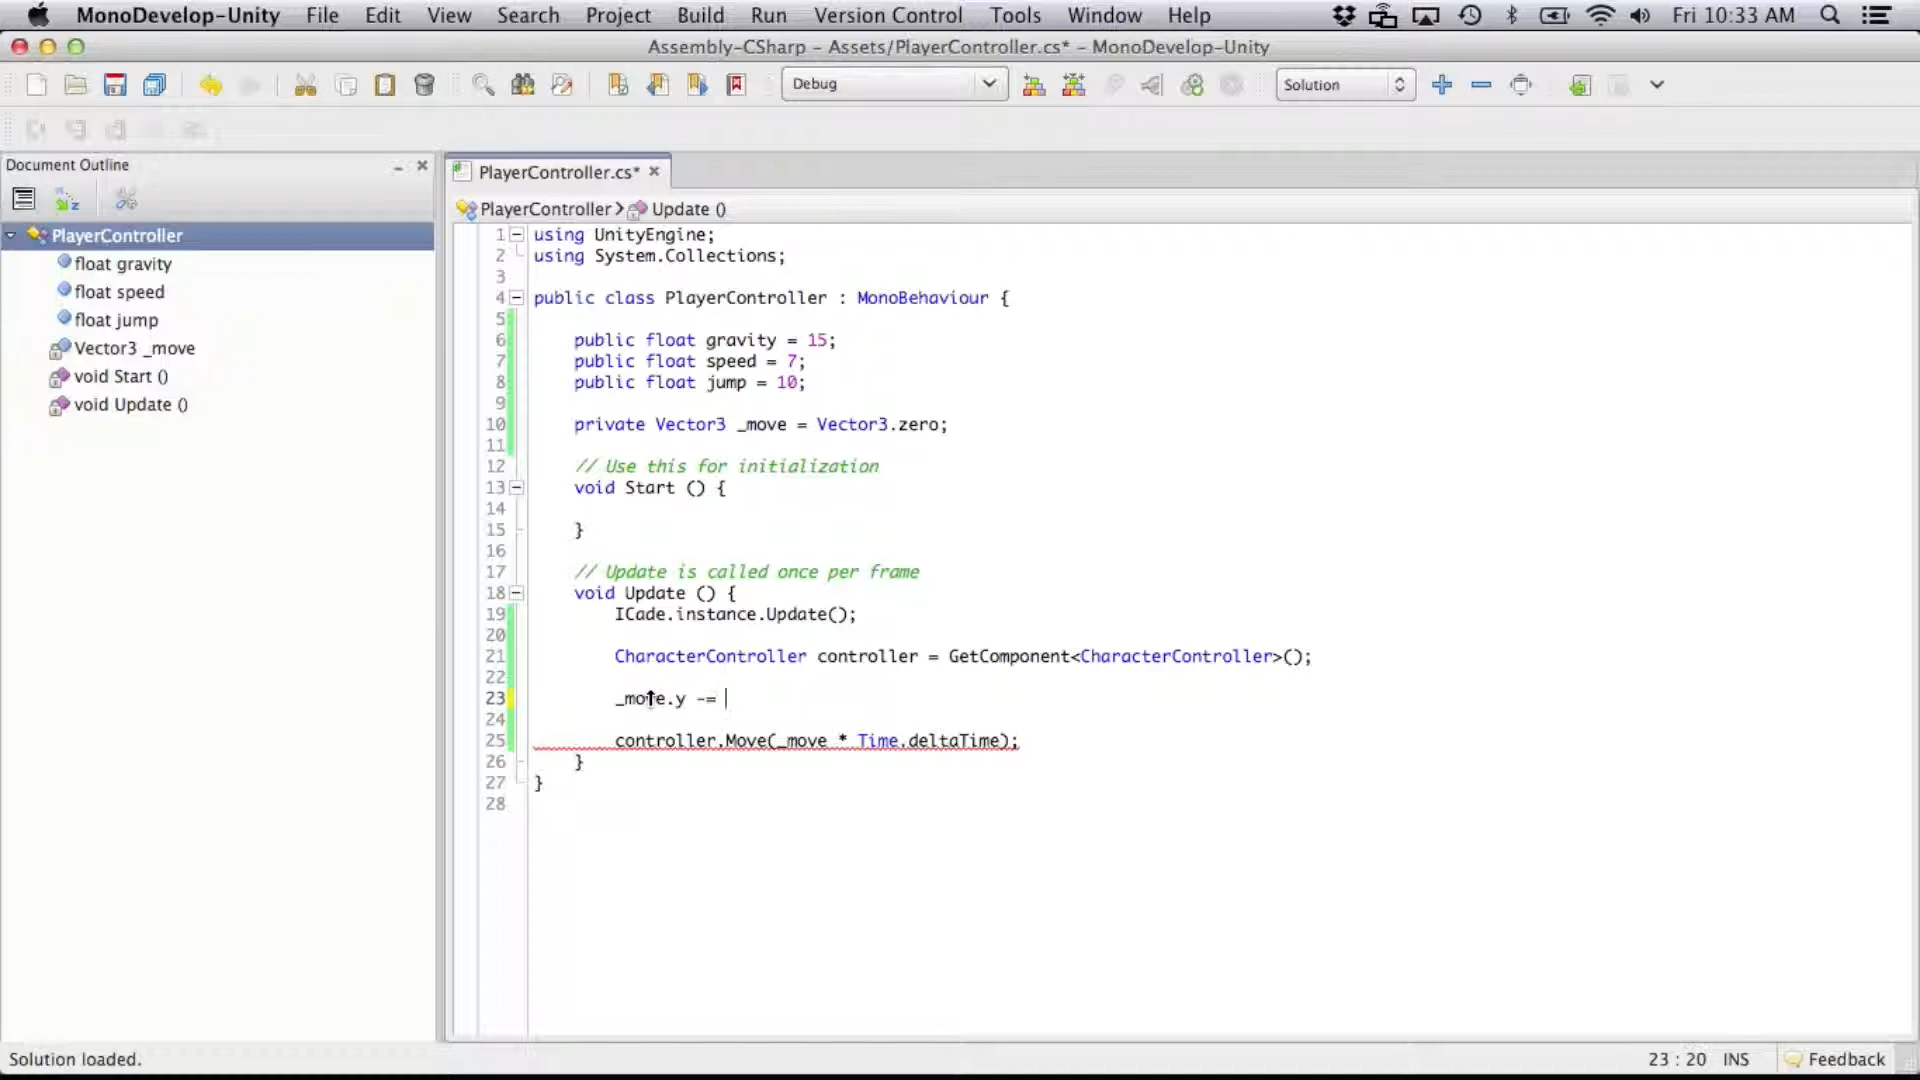 MonoDevelop-Unity File Edit View Search Project Build Run Version Control Tools Window Help Fri 10:33 AM
Assembly-CSharp – Assets/PlayerController.cs* – MonoDevelop-Unity
Debug Solution
Document Outline
PlayerController
float gravity
float speed
float jump
Vector3 _move
void Start ()
void Update ()
PlayerController.cs*
PlayerController Update ()
1 using UnityEngine;
2 using System.Collections;
3
4 public class PlayerController : MonoBehaviour {
5
6 public float gravity = 15;
7 public float speed = 7;
8 public float jump = 10;
9
10 private Vector3 _move = Vector3.zero;
11
12 // Use this for initialization
13 void Start () {
14
15 }
16
17 // Update is called once per frame
18 void Update () {
19 ICade.instance.Update();
20
21 CharacterController controller = GetComponent<CharacterController>();
22
23 _move.y -=
24
25 controller.Move(_move * Time.deltaTime);
26 }
27 }
28
Solution loaded. 23 : 20 INS Feedback